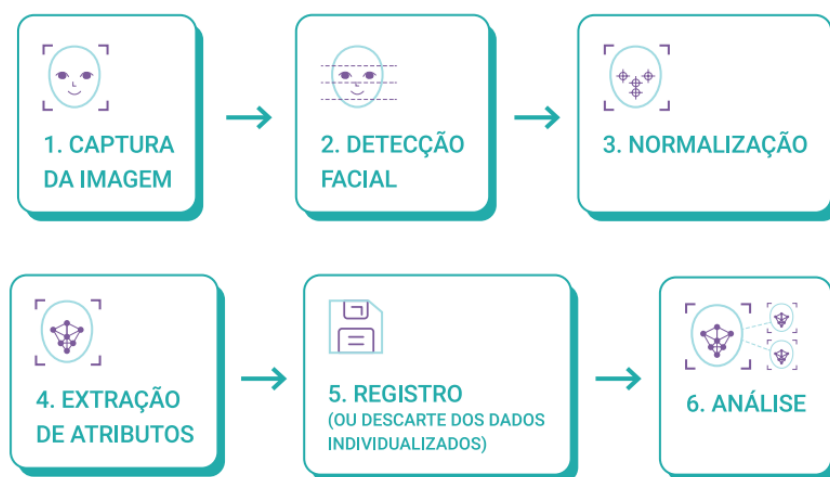 1. CAPTURA
DA IMAGEM
2. DETECÇÃO
FACIAL
3. NORMALIZAÇÃO
4. EXTRAÇÃO
DE ATRIBUTOS
5. REGISTRO
(OU DESCARTE DOS DADOS
INDIVIDUALIZADOS)
6. ANÁLISE